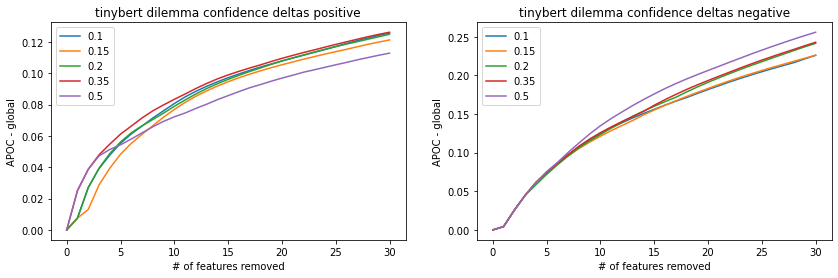 tinybert dilemma confidence deltas positive
0.1
0.15
0.2
0.35
0.5
APOC - global
0.12
0.10
0.08
0.06
0.04
0.02
0.00
0 5 10 15 20 25 30
# of features removed
tinybert dilemma confidence deltas negative
0.1
0.15
0.2
0.35
0.5
APOC - global
0.25
0.20
0.15
0.10
0.05
0.00
0 5 10 15 20 25 30
# of features removed